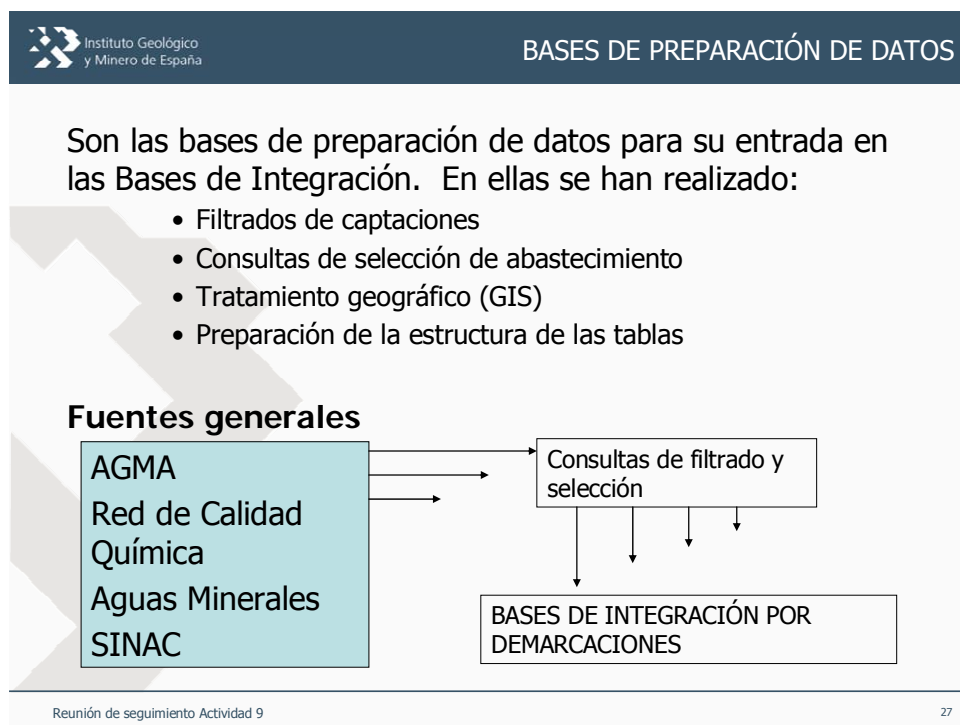 Instituto Geológico
y Minero de España
BASES DE PREPARACIÓN DE DATOS
Son las bases de preparación de datos para su entrada en
las Bases de Integración. En ellas se han realizado:
• Filtrados de captaciones
• Consultas de selección de abastecimiento
• Tratamiento geográfico (GIS)
• Preparación de la estructura de las tablas
Fuentes generales
AGMA
Red de Calidad
Química
Aguas Minerales
SINAC
Consultas de filtrado y
selección
BASES DE INTEGRACIÓN POR
DEMARCACIONES
Reunión de seguimiento Actividad 9
27